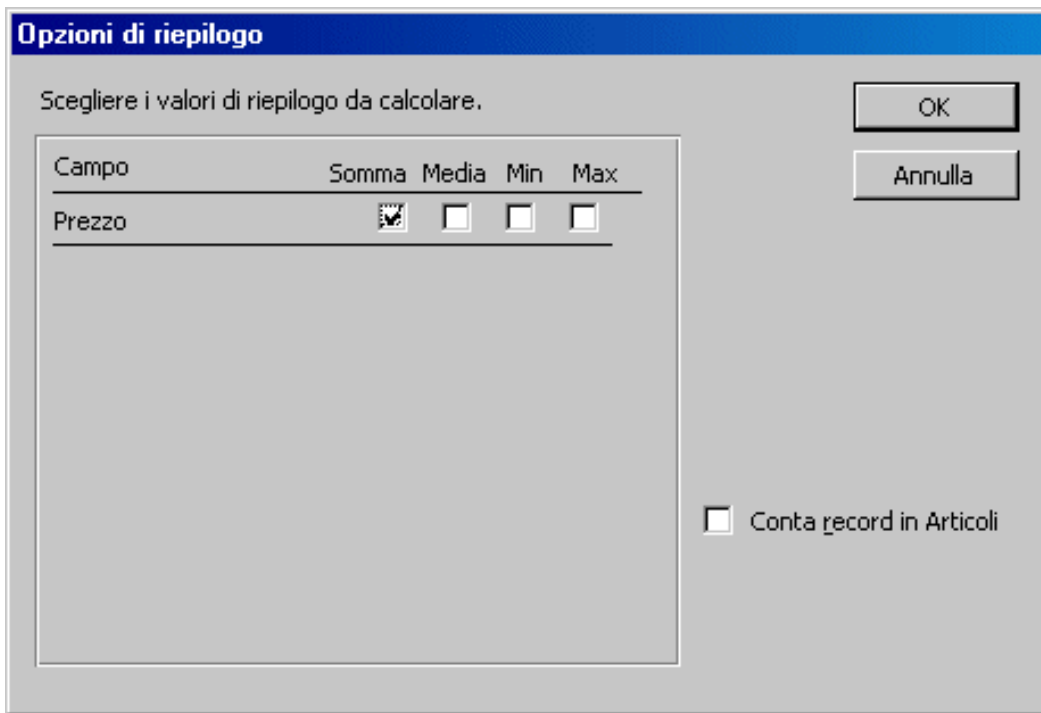 Opzioni di riepilogo
Scegliere i valori di riepilogo da calcolare.
OK
Annulla
Campo Somma Media Min Max
Prezzo
Conta record in Articoli